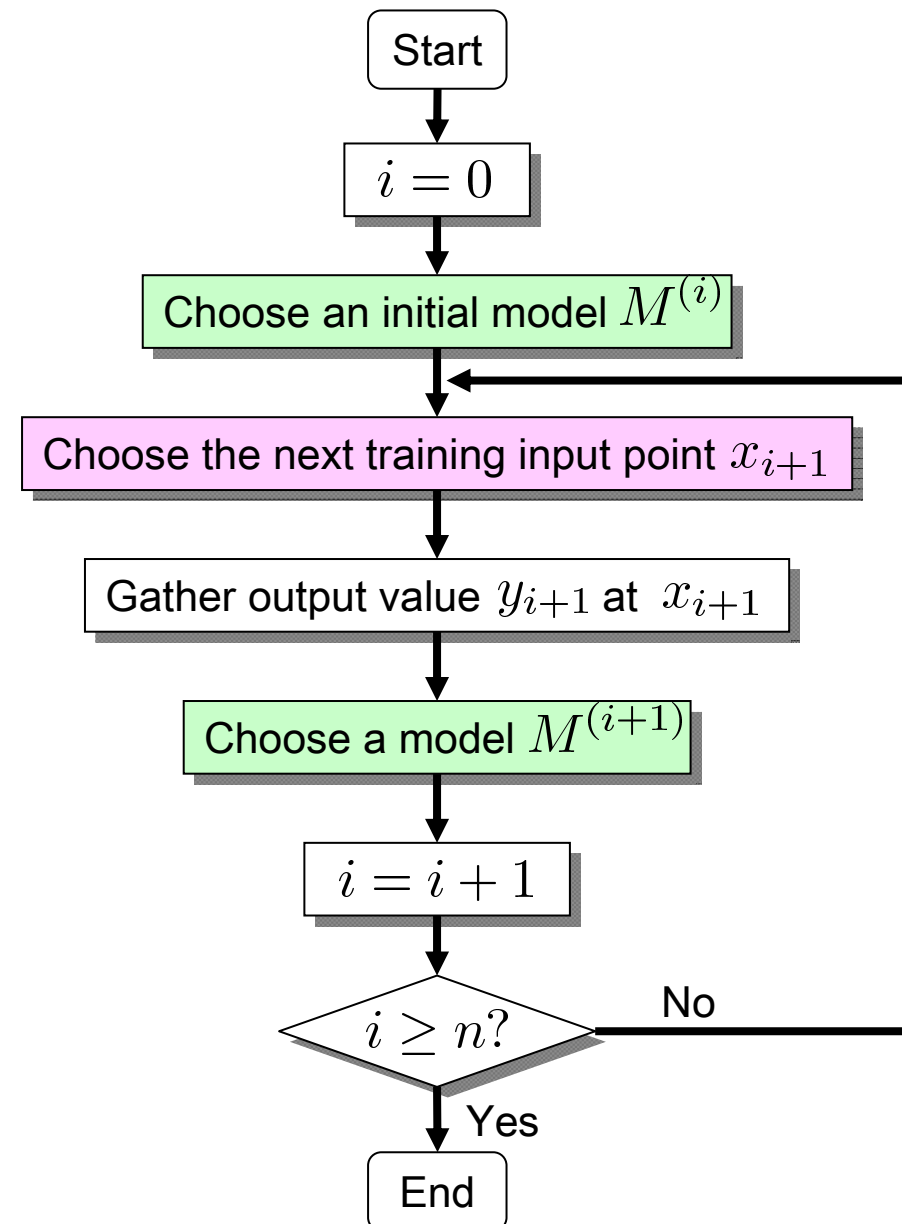 Start
i = 0
Choose an initial model M^{(i)}
Choose the next training input point x_{i+1}
Gather output value y_{i+1} at x_{i+1}
Choose a model M^{(i+1)}
i = i + 1
i ≥ n?
No
Yes
End